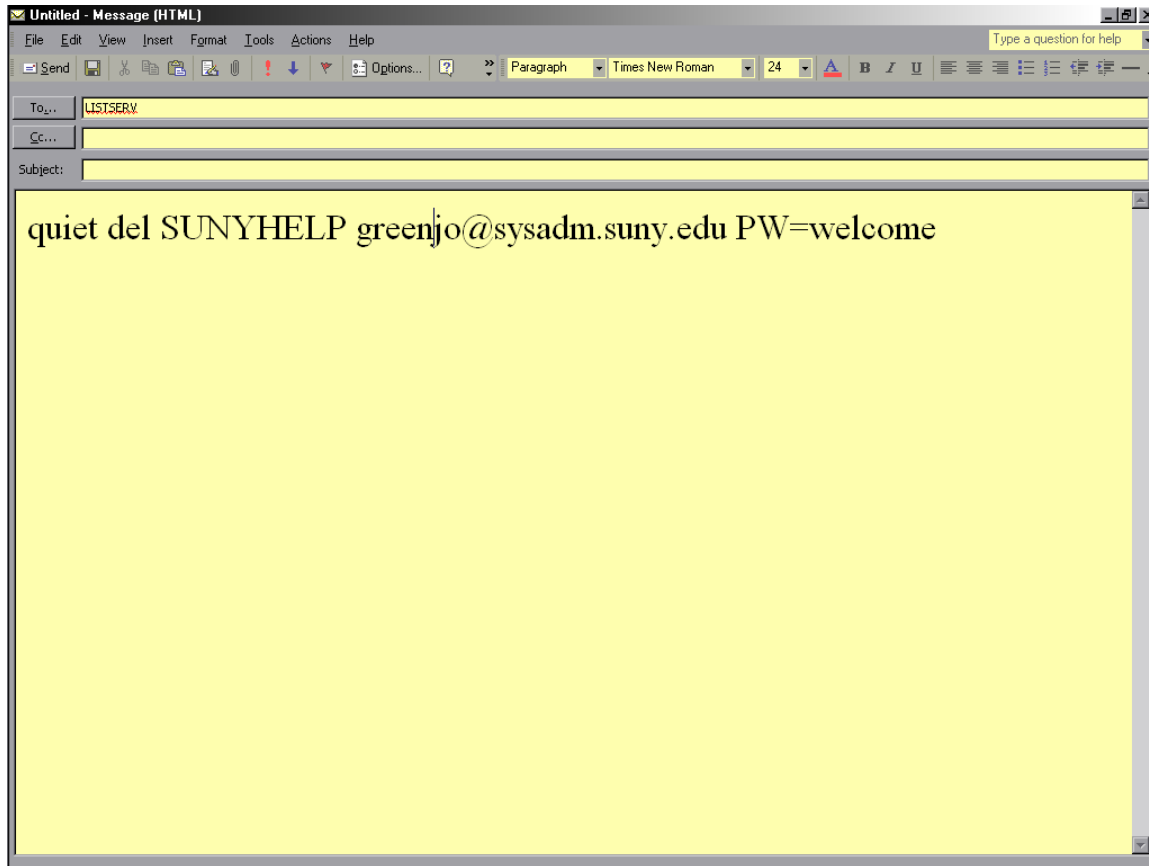 Untitled - Message (HTML)
File Edit View Insert Format Tools Actions Help Type a question for help
Send Options... Paragraph Times New Roman 24 A B I U
To... LISTSERV
Cc...
Subject:
quiet del SUNYHELP greenjo@sysadm.suny.edu PW=welcome